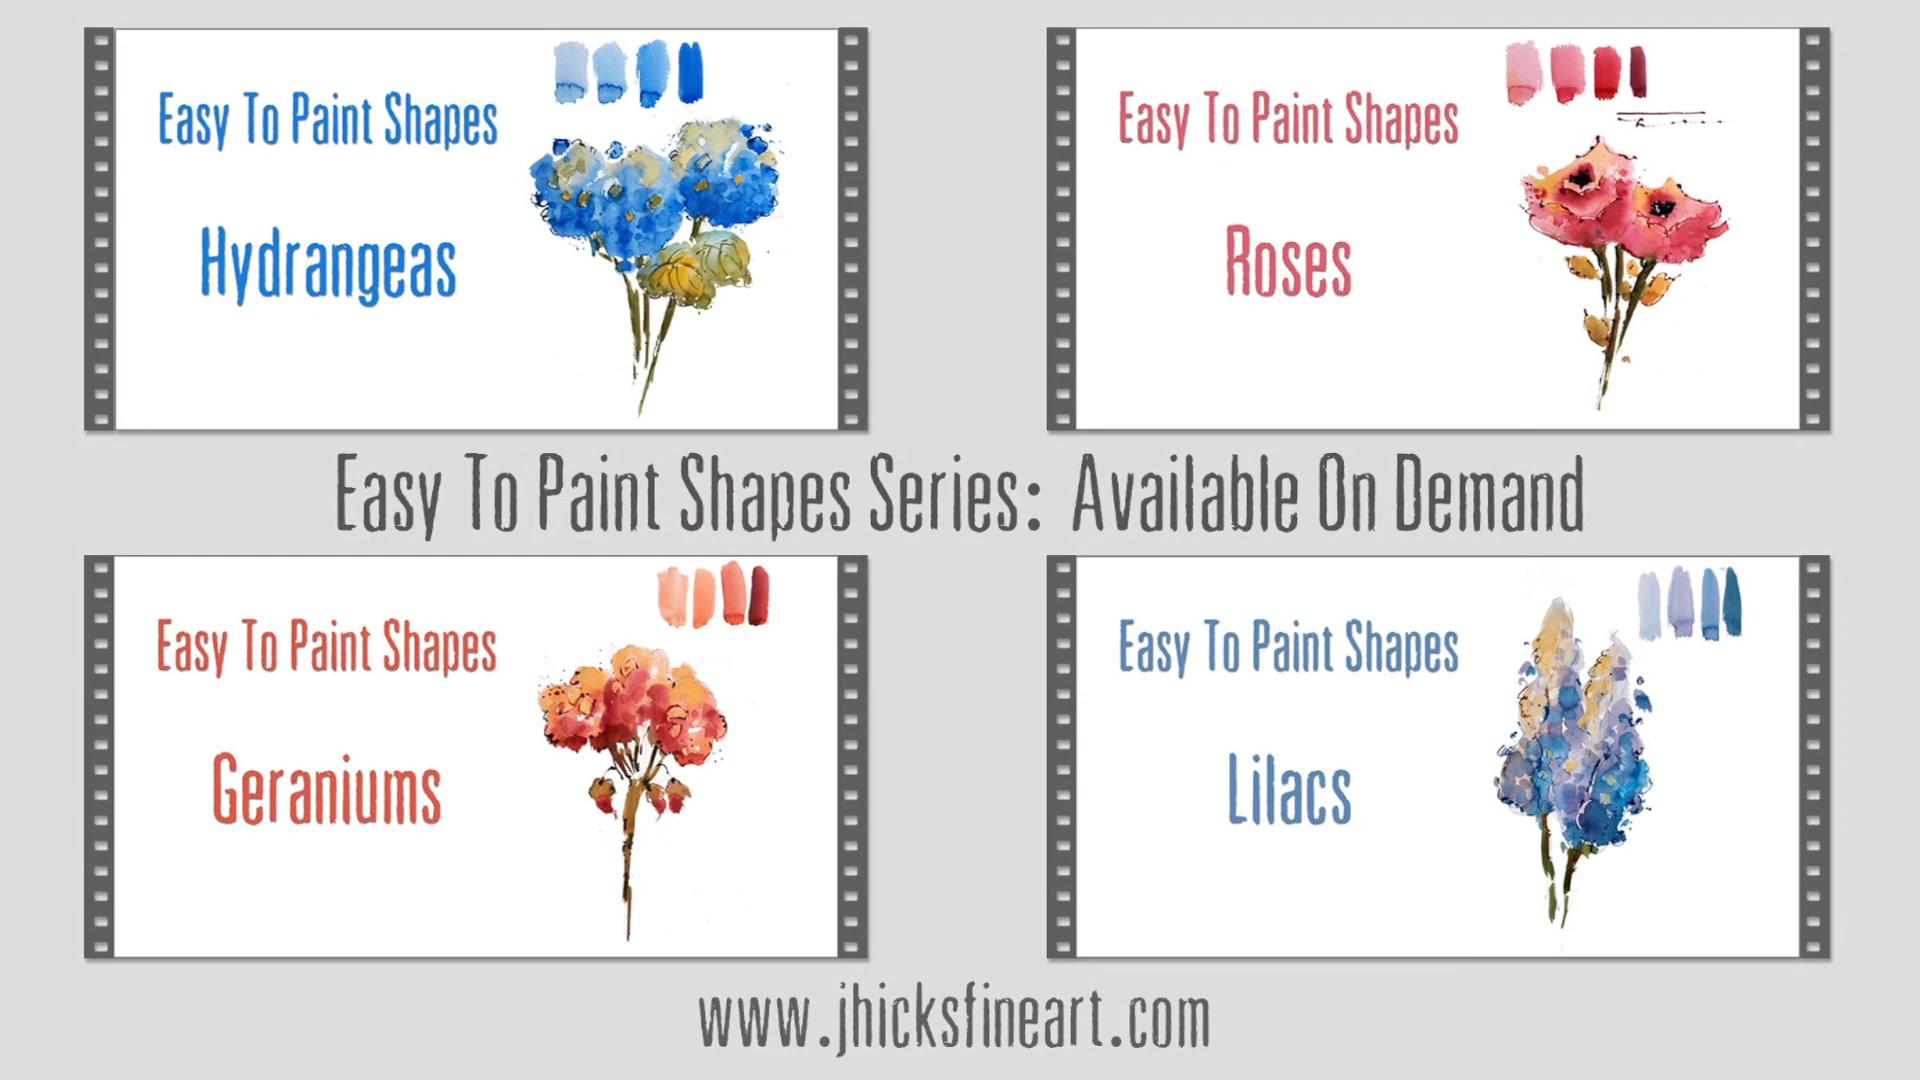 Easy To Paint Shapes
Hydrangeas
Easy To Paint Shapes
Roses
Easy To Paint Shapes Series: Available On Demand
Easy To Paint Shapes
Geraniums
Easy To Paint Shapes
Lilacs
www.jhicksfineart.com